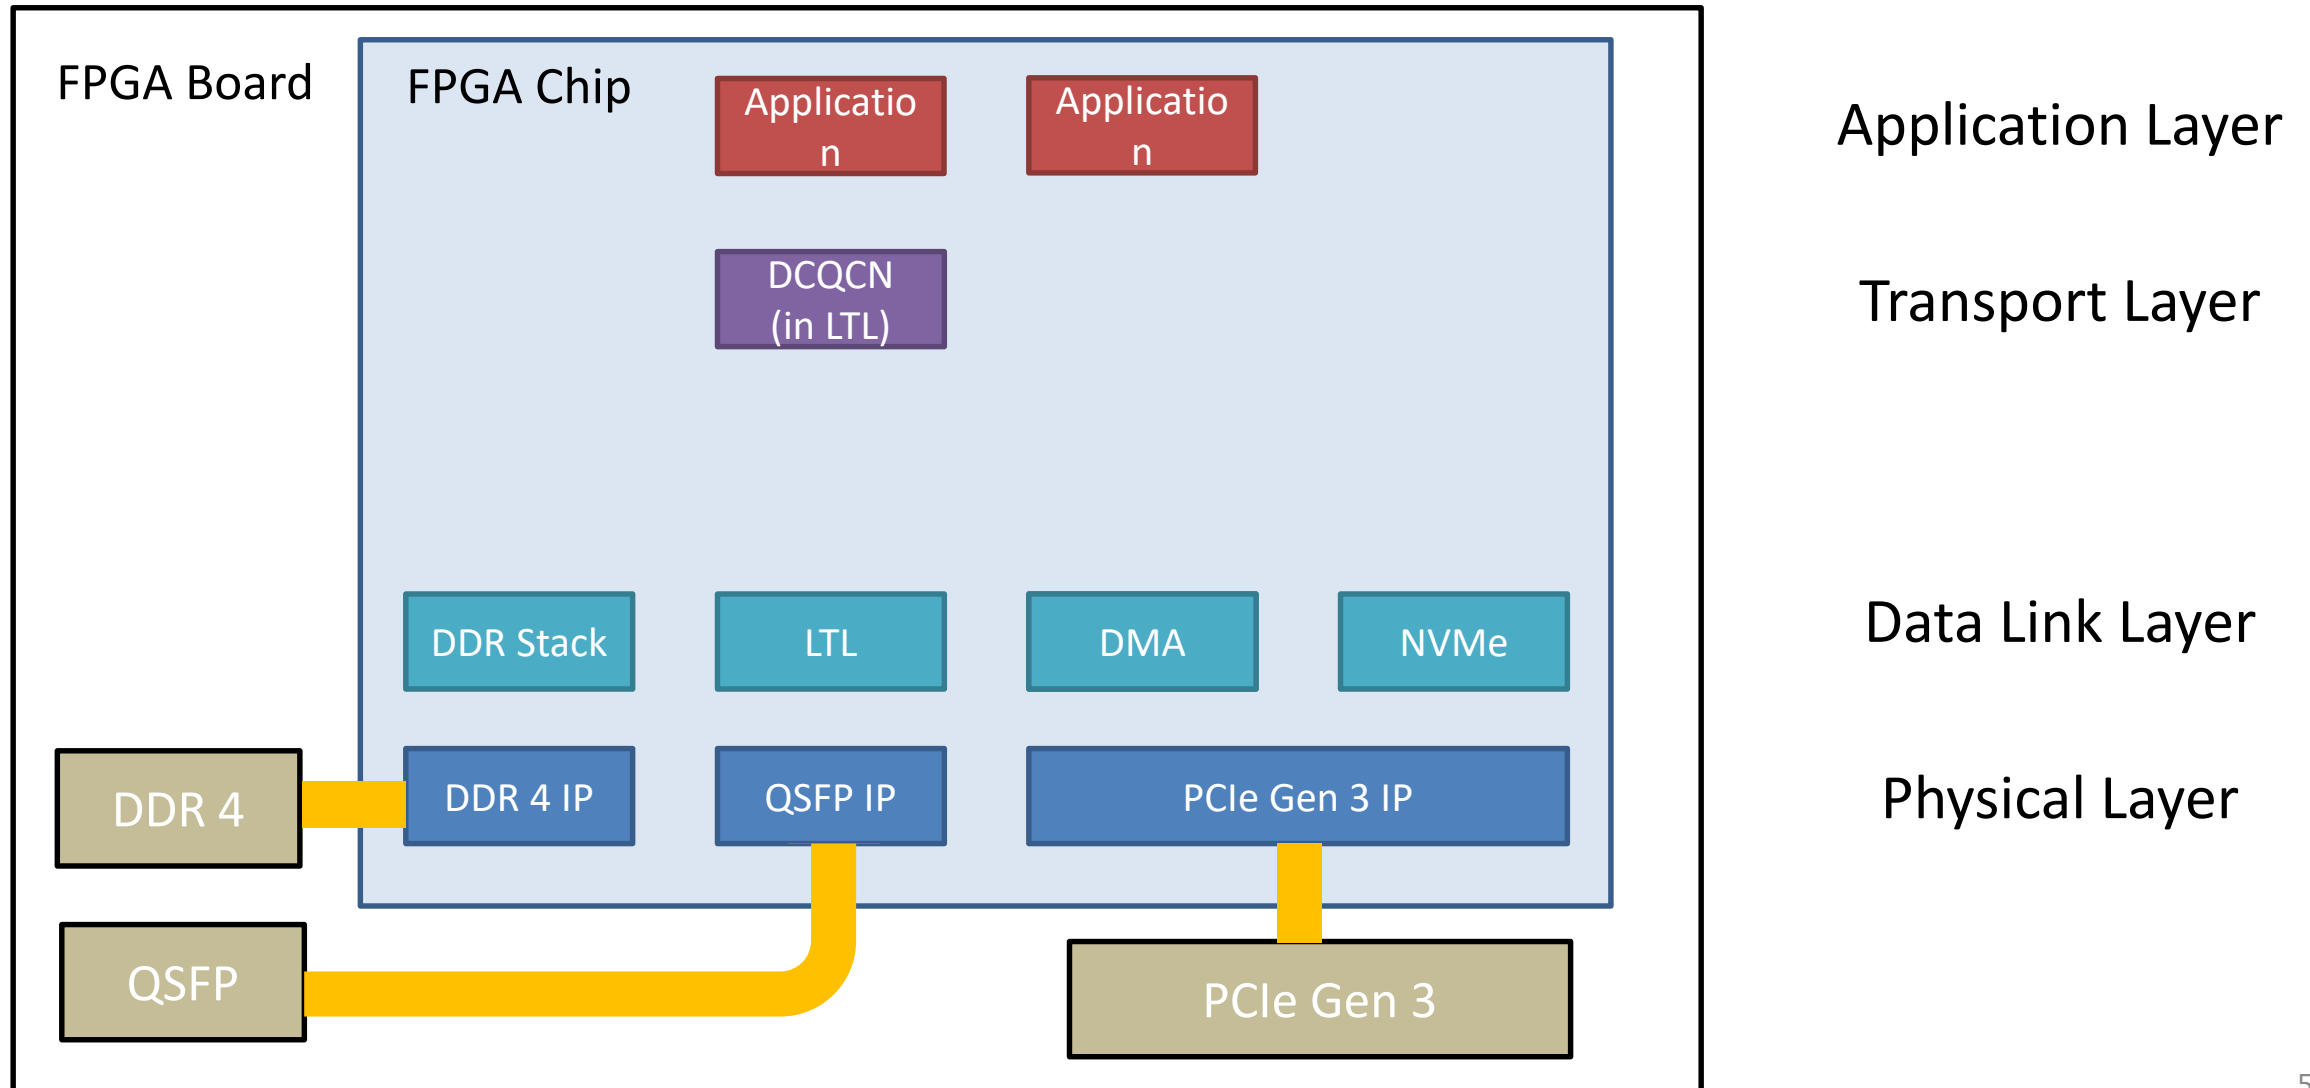 FPGA Board
FPGA Chip
Applicatio
n
Applicatio
n
Application Layer
DCQCN
(in LTL)
Transport Layer
DDR Stack
LTL
DMA
NVMe
Data Link Layer
DDR 4
DDR 4 IP
QSFP IP
PCIe Gen 3 IP
Physical Layer
QSFP
PCIe Gen 3